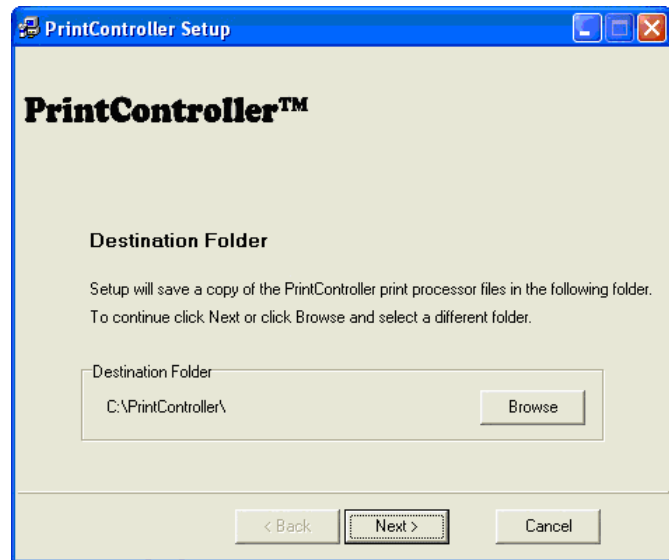 PrintController Setup
PrintController™
Destination Folder
Setup will save a copy of the PrintController print processor files in the following folder.
To continue click Next or click Browse and select a different folder.
Destination Folder
C:\PrintController\
Browse
< Back
Next >
Cancel